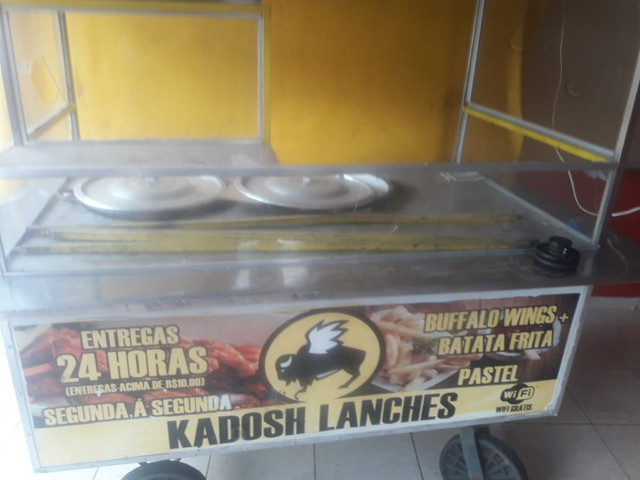 ENTREGAS
24 HORAS
(ENTREGAS ACIMA DE R$10,00)
SEGUNDA Á SEGUNDA
BUFFALO WINGS +
BATATA FRITA
PASTEL
WiFi
WIFI GRÁTIS
KADOSH LANCHES